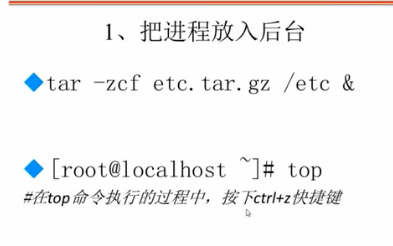 1、把进程放入后台
tar -zcf etc.tar.gz /etc &
[root@localhost ~]# top
#在top命令执行的过程中，按下ctrl+z快捷键